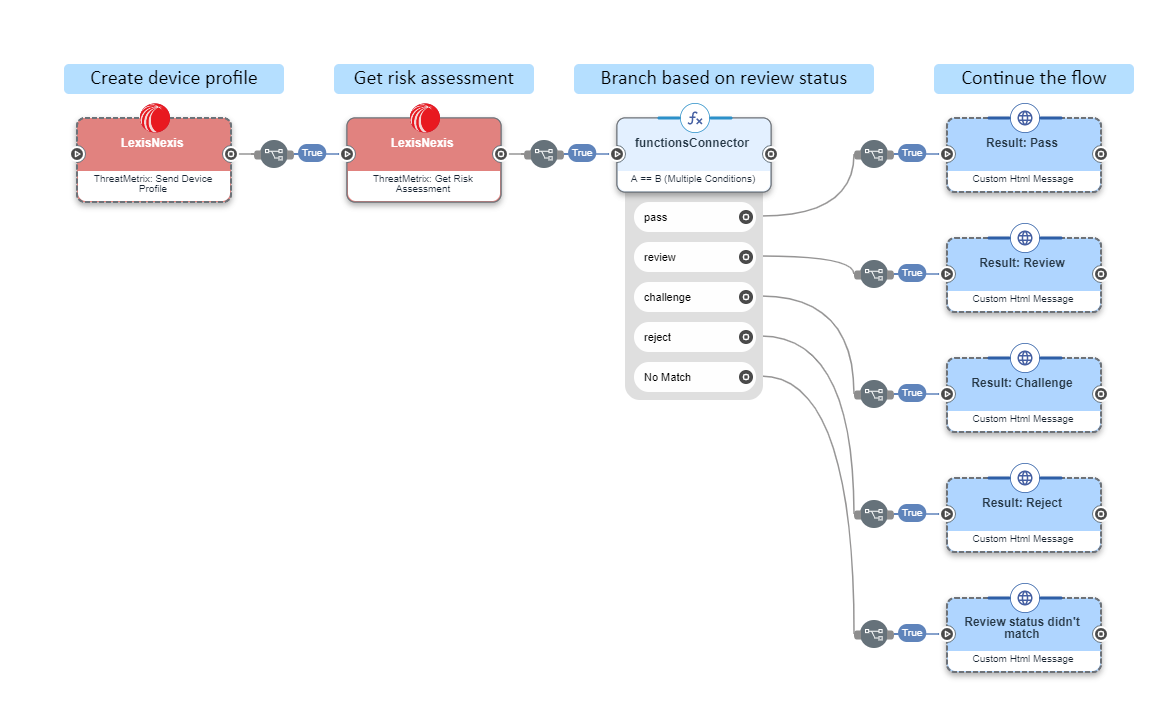 Create device profile
Get risk assessment
Branch based on review status
Continue the flow
LexisNexis
ThreatMetrix: Send Device
Profile
True
LexisNexis
ThreatMetrix: Get Risk
Assessment
True
functionsConnector
A == B (Multiple Conditions)
pass
review
challenge
reject
No Match
True
Result: Pass
Custom Html Message
True
Result: Review
Custom Html Message
True
Result: Challenge
Custom Html Message
True
Result: Reject
Custom Html Message
True
Review status didn't
match
Custom Html Message